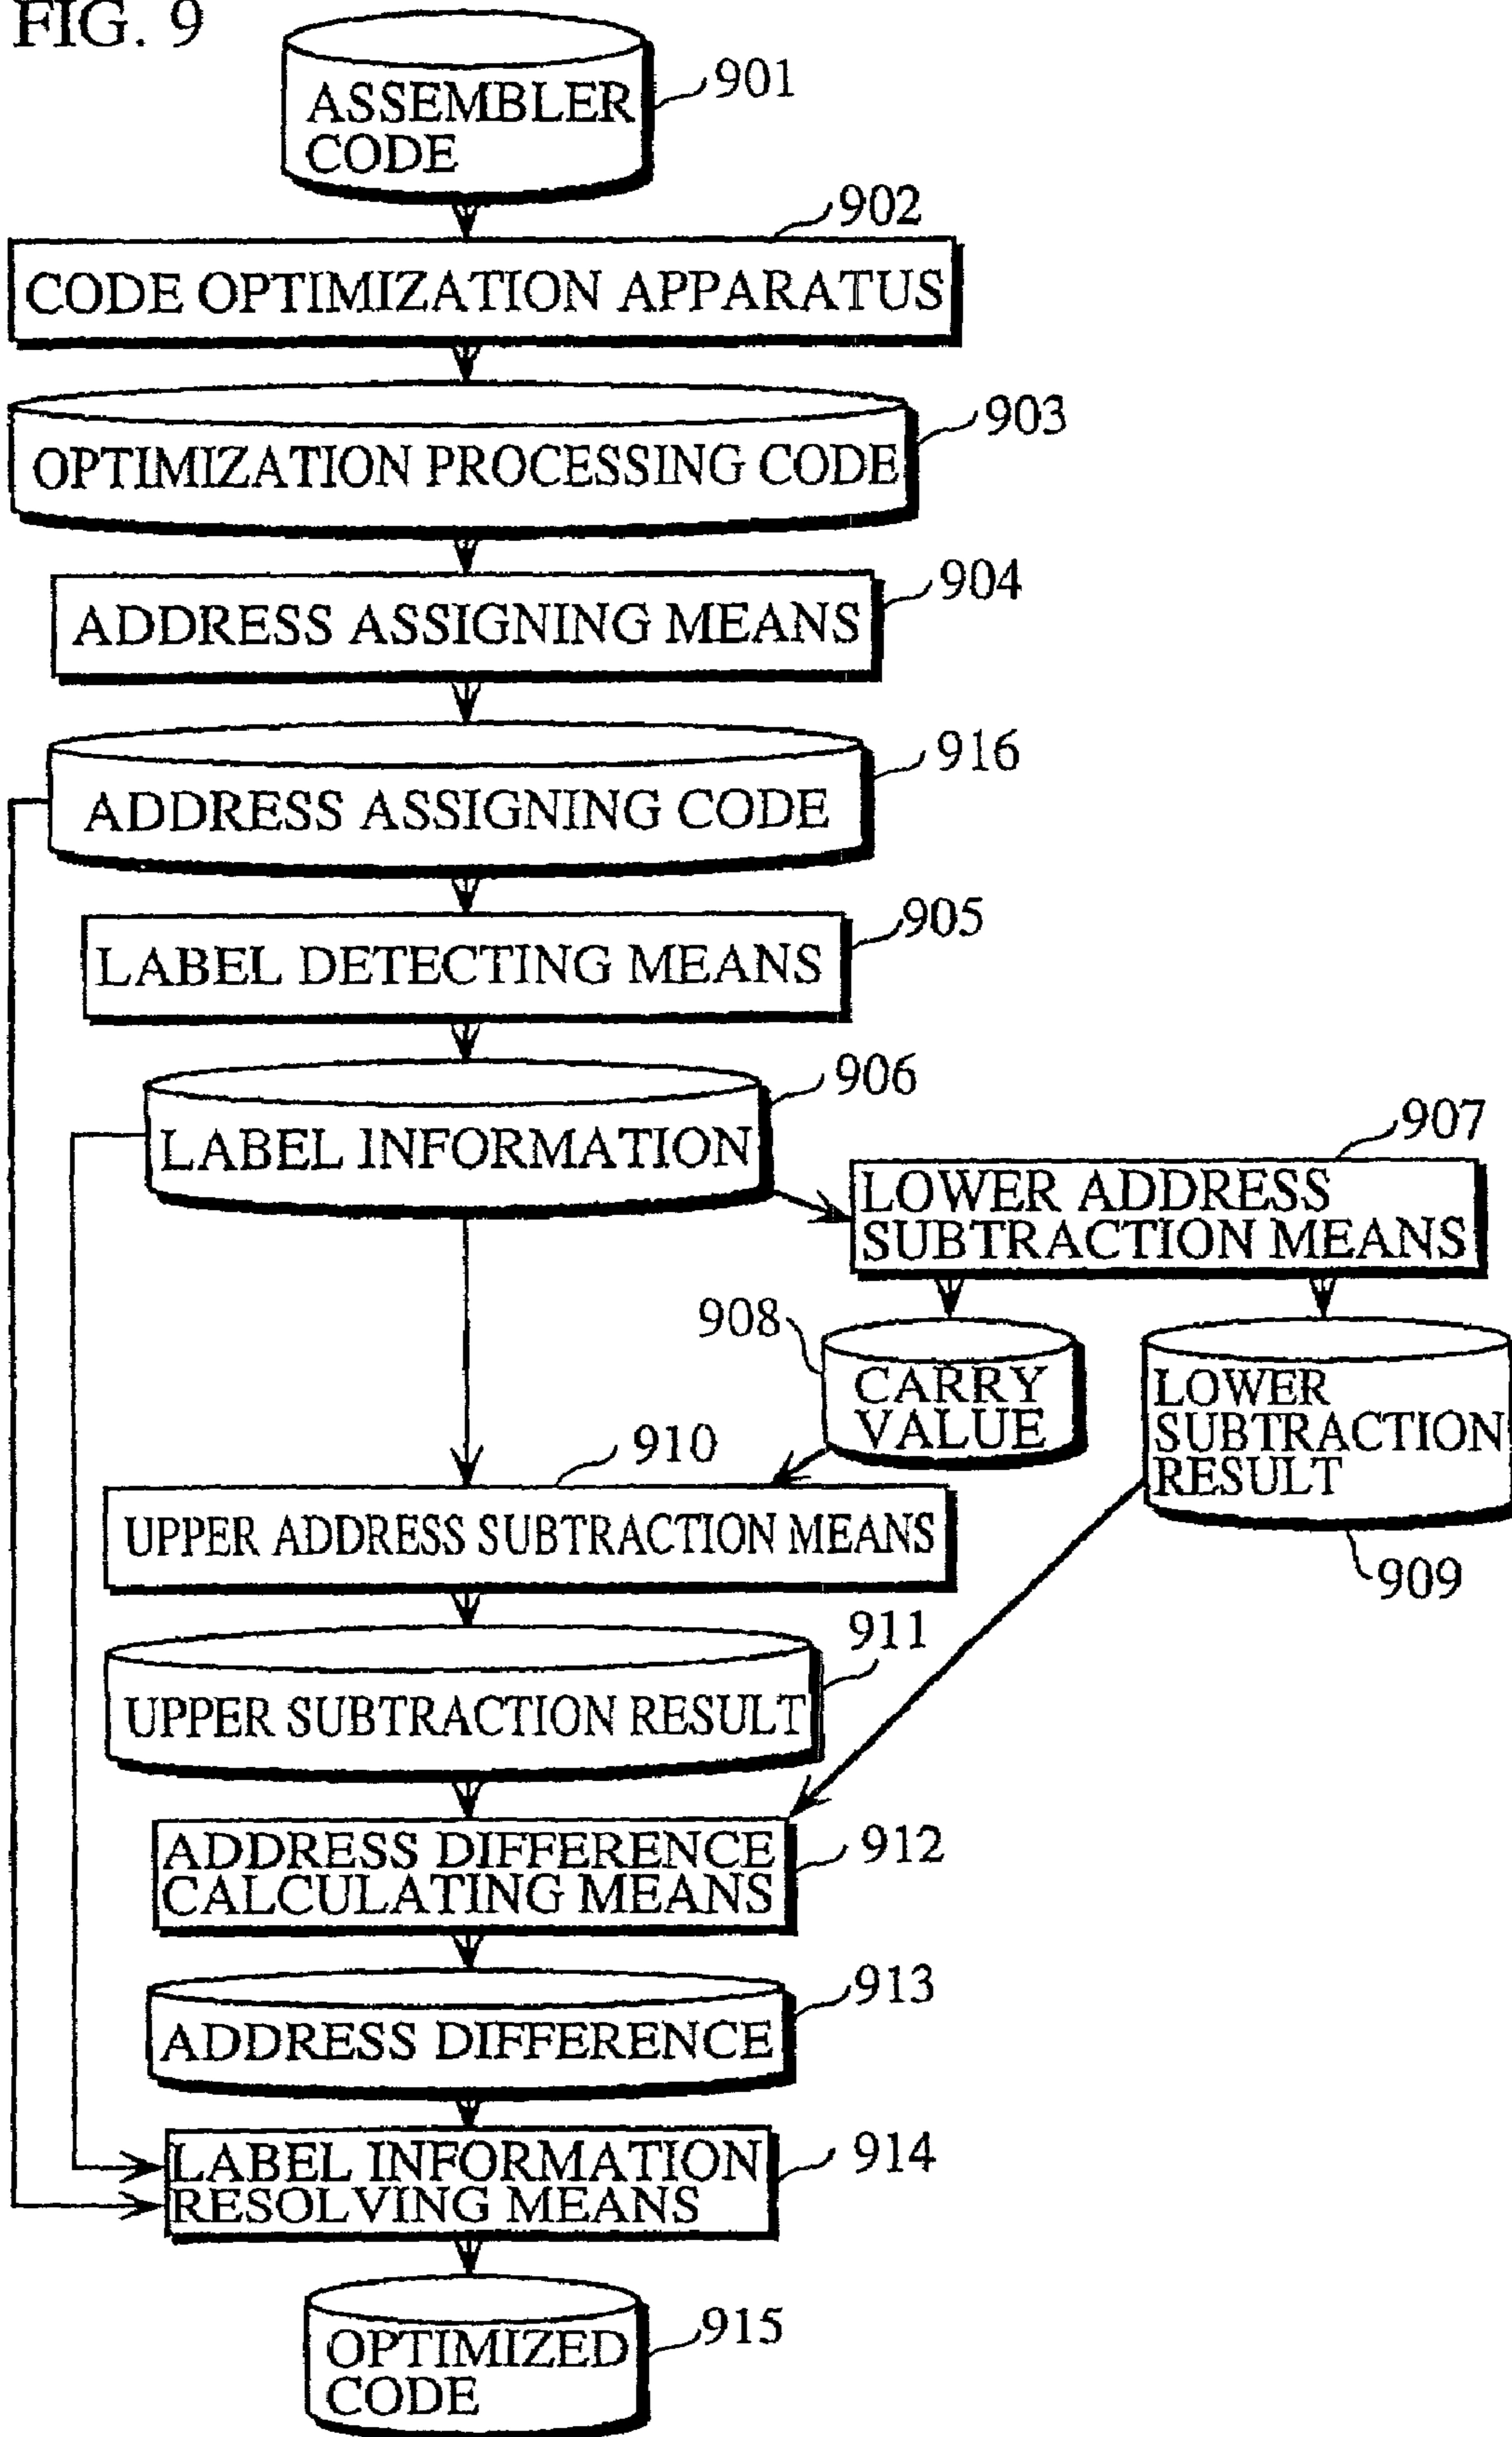 FIG. 9
ASSEMBLER
CODE
901
902
CODE OPTIMIZATION APPARATUS
903
OPTIMIZATION PROCESSING CODE
904
ADDRESS ASSIGNING MEANS
916
ADDRESS ASSIGNING CODE
905
LABEL DETECTING MEANS
906
LABEL INFORMATION
907
LOWER ADDRESS
SUBTRACTION MEANS
908
CARRY
VALUE
LOWER
SUBTRACTION
RESULT
909
910
UPPER ADDRESS SUBTRACTION MEANS
911
UPPER SUBTRACTION RESULT
ADDRESS DIFFERENCE
CALCULATING MEANS
912
913
ADDRESS DIFFERENCE
LABEL INFORMATION
RESOLVING MEANS
914
OPTIMIZED
CODE
915